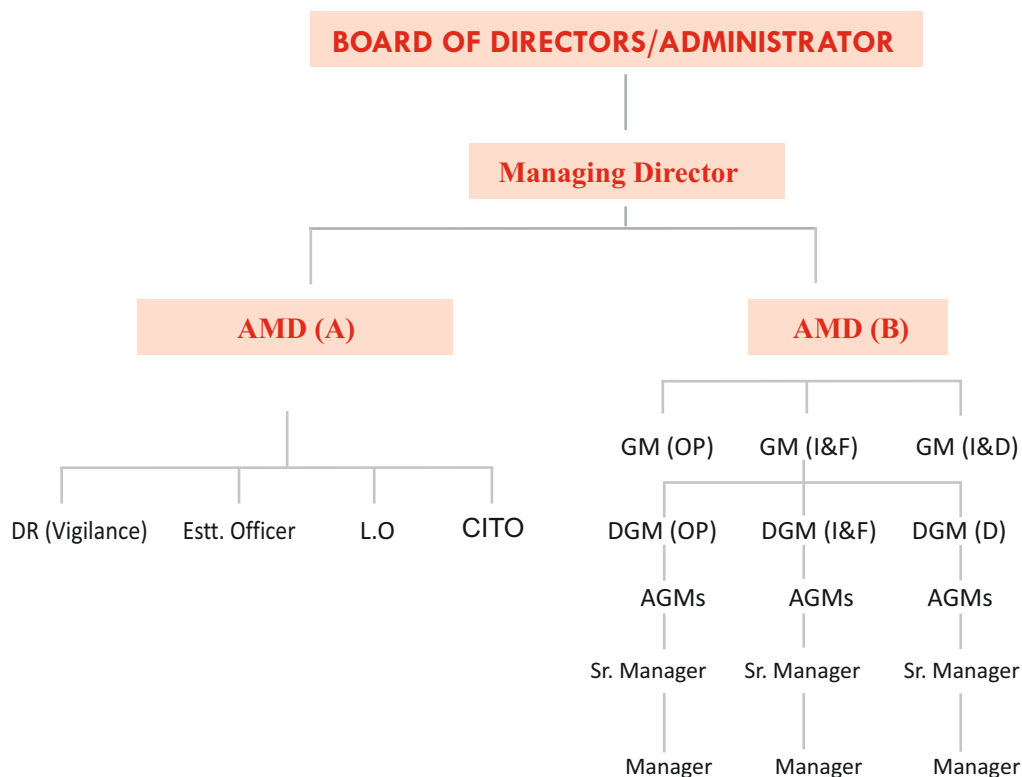 BOARD OF DIRECTORS/ADMINISTRATOR
Managing Director
AMD (A)
AMD (B)
GM (OP) GM (I&F) GM (I&D)
DR (Vigilance) Estt. Officer L.O CITO DGM (OP) DGM (I&F) DGM (D)
AGMs AGMs AGMs
Sr. Manager Sr. Manager Sr. Manager
Manager Manager Manager